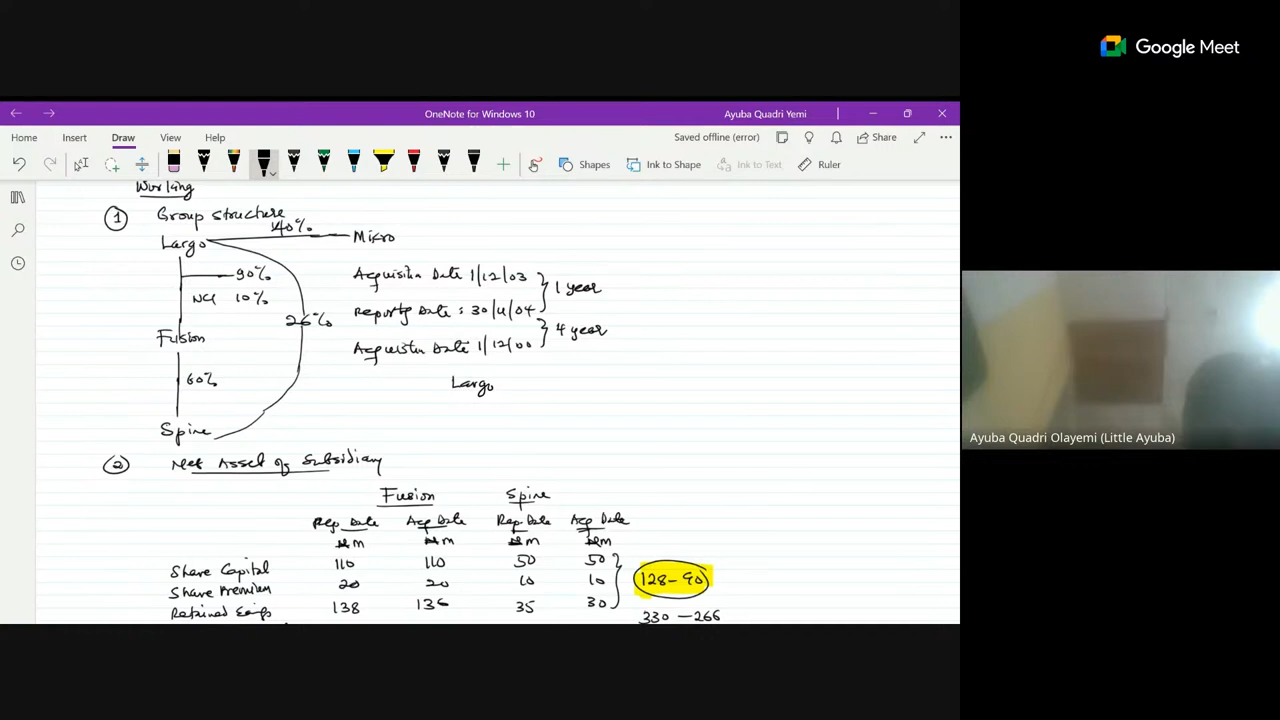 Google Meet
OneNote for Windows 10
Ayuba Quadri Yemi
Home Insert Draw View Help
Saved offline (error)
Share
Shapes
Ink to Shape
Ink to Text
Ruler
Working
1 Group structure
40%
Largo Mikro
90% Acquisition Date 1/12/03
1 year
NCI 10%
Reporting Date : 30/11/04
26%
4 year
Fusion
Acquisition Date 1/12/00
60% Largo
Spine
2 Net Asset of Subsidiary
Fusion Spine
Rep Date Acq Date Rep Date Acq Date
₦m ₦m ₦m ₦m
Share Capital 110 110 50 50
Share Premium 20 20 10 10 128-90
Retained Earngs 138 136 35 30
330 - 266
Ayuba Quadri Olayemi (Little Ayuba)